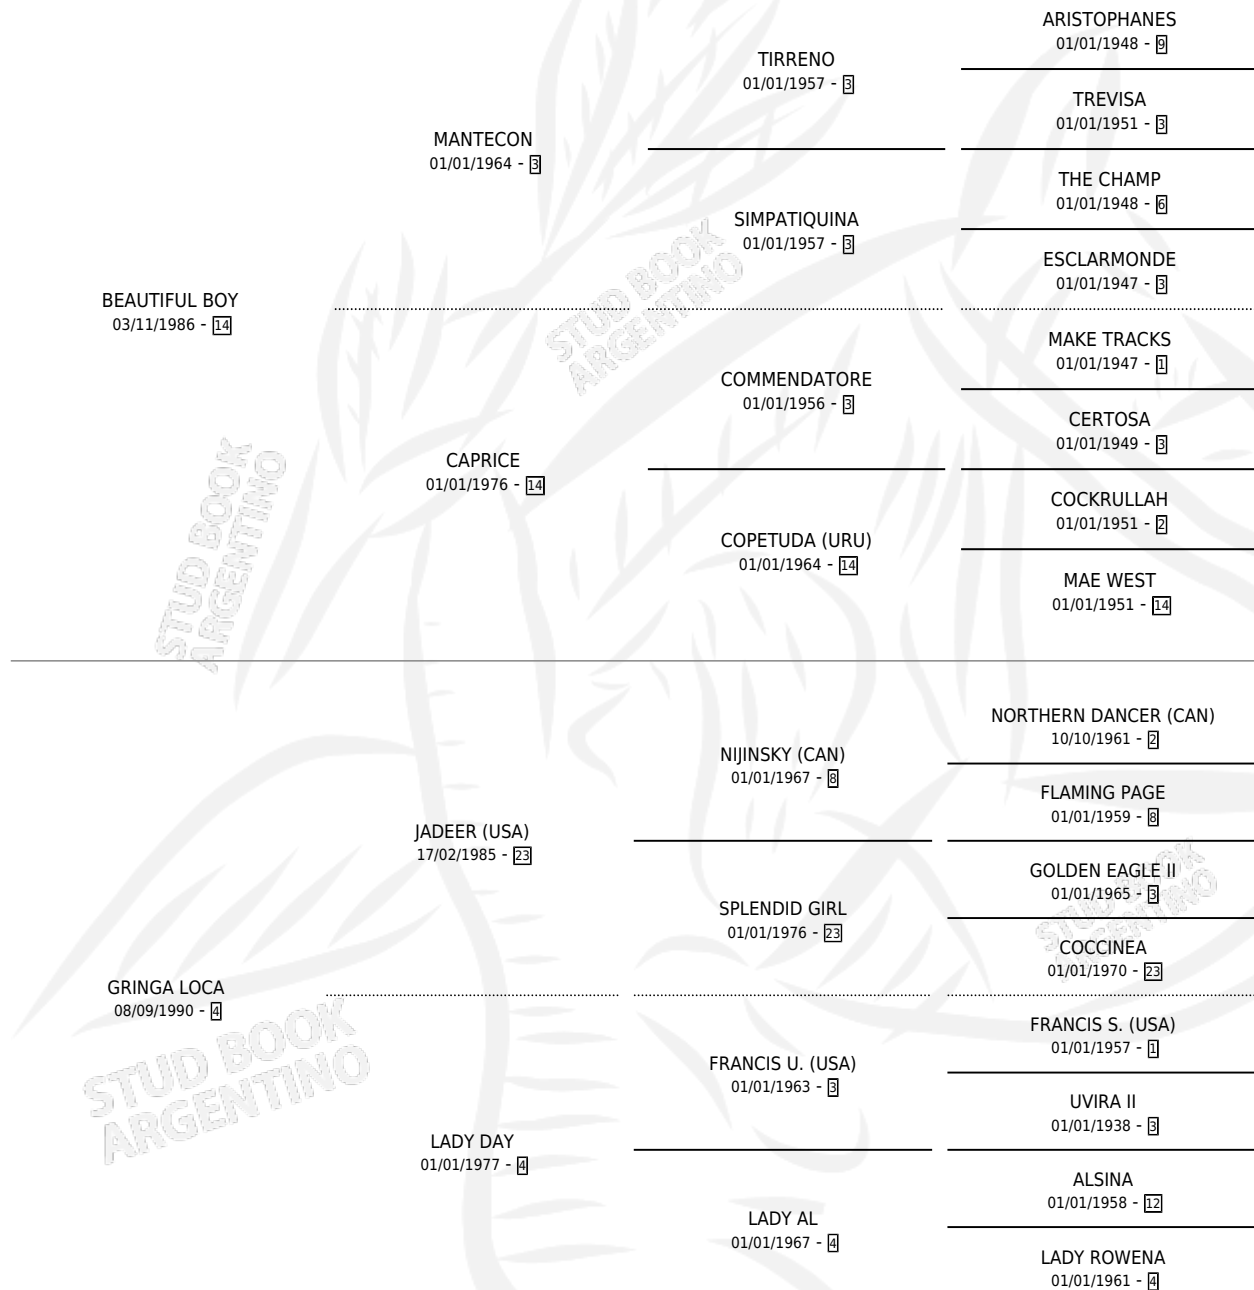 ARISTOPHANES
01/01/1948 - 9
TIRRENO
01/01/1957 - 3
TREVISA
01/01/1951 - 3
MANTECON
01/01/1964 - 3
THE CHAMP
01/01/1948 - 6
SIMPATIQUINA
01/01/1957 - 3
ESCLARMONDE
01/01/1947 - 3
BEAUTIFUL BOY
03/11/1986 - 14
MAKE TRACKS
01/01/1947 - 1
COMMENDATORE
01/01/1956 - 3
CERTOSA
01/01/1949 - 3
CAPRICE
01/01/1976 - 14
COCKRULLAH
01/01/1951 - 2
COPETUDA (URU)
01/01/1964 - 14
MAE WEST
01/01/1951 - 14
NORTHERN DANCER (CAN)
10/10/1961 - 2
NIJINSKY (CAN)
01/01/1967 - 8
FLAMING PAGE
01/01/1959 - 8
JADEER (USA)
17/02/1985 - 23
GOLDEN EAGLE II
01/01/1965 - 3
SPLENDID GIRL
01/01/1976 - 23
COCCINEA
01/01/1970 - 23
GRINGA LOCA
08/09/1990 - 4
FRANCIS S. (USA)
01/01/1957 - 1
FRANCIS U. (USA)
01/01/1963 - 3
UVIRA II
01/01/1938 - 3
LADY DAY
01/01/1977 - 4
ALSINA
01/01/1958 - 12
LADY AL
01/01/1967 - 4
LADY ROWENA
01/01/1961 - 4
STUD BOOK
ARGENTINO
STUD BOOK
ARGENTINO
STUD BOOK
ARGENTINO
STUD BOOK
ARGENTINO